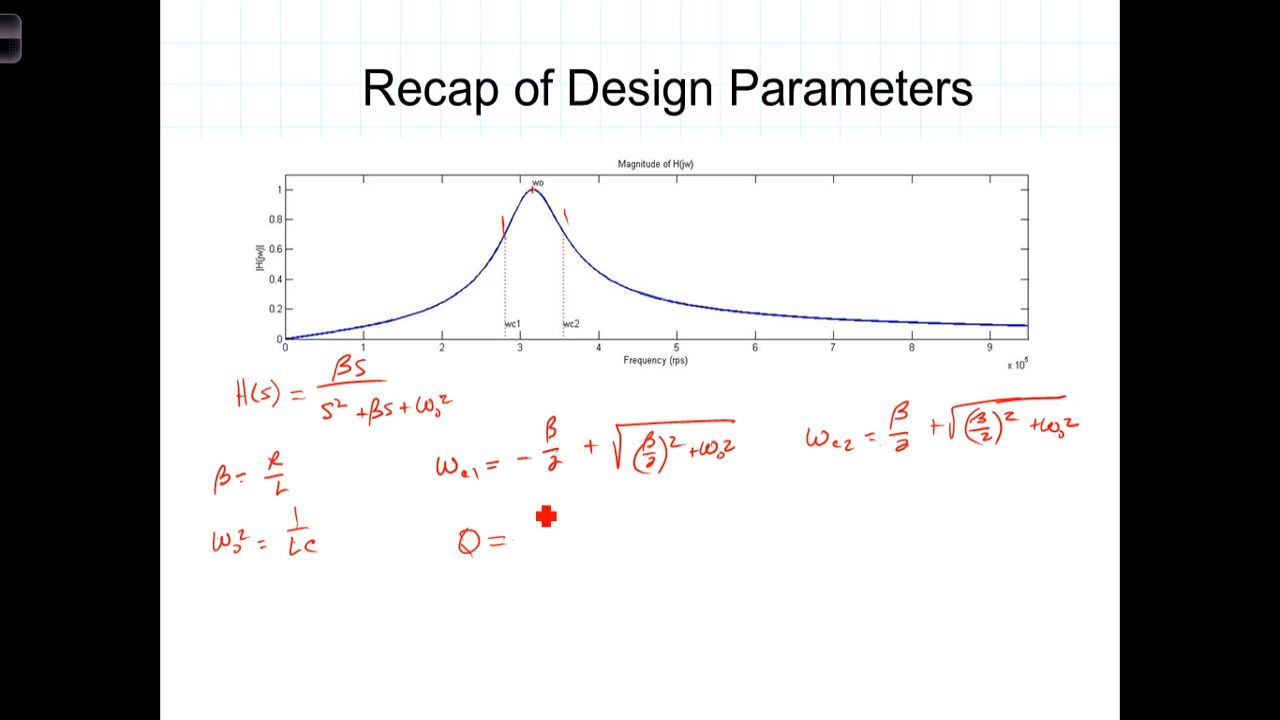 Recap of Design Parameters
Magnitude of H(jw)
w0
1
0.8
0.6
0.4
0.2
0
|H(jw)|
wc1 wc2
0 1 2 3 4 5 6 7 8 9
Frequency (rps)
x 10^5
H(s) = βs / (s² + βs + ω₀²)
β = R/L
ω₀² = 1/LC
ωc1 = -β/2 + √((β/2)² + ω₀²)
ωc2 = β/2 + √((β/2)² + ω₀²)
Q =